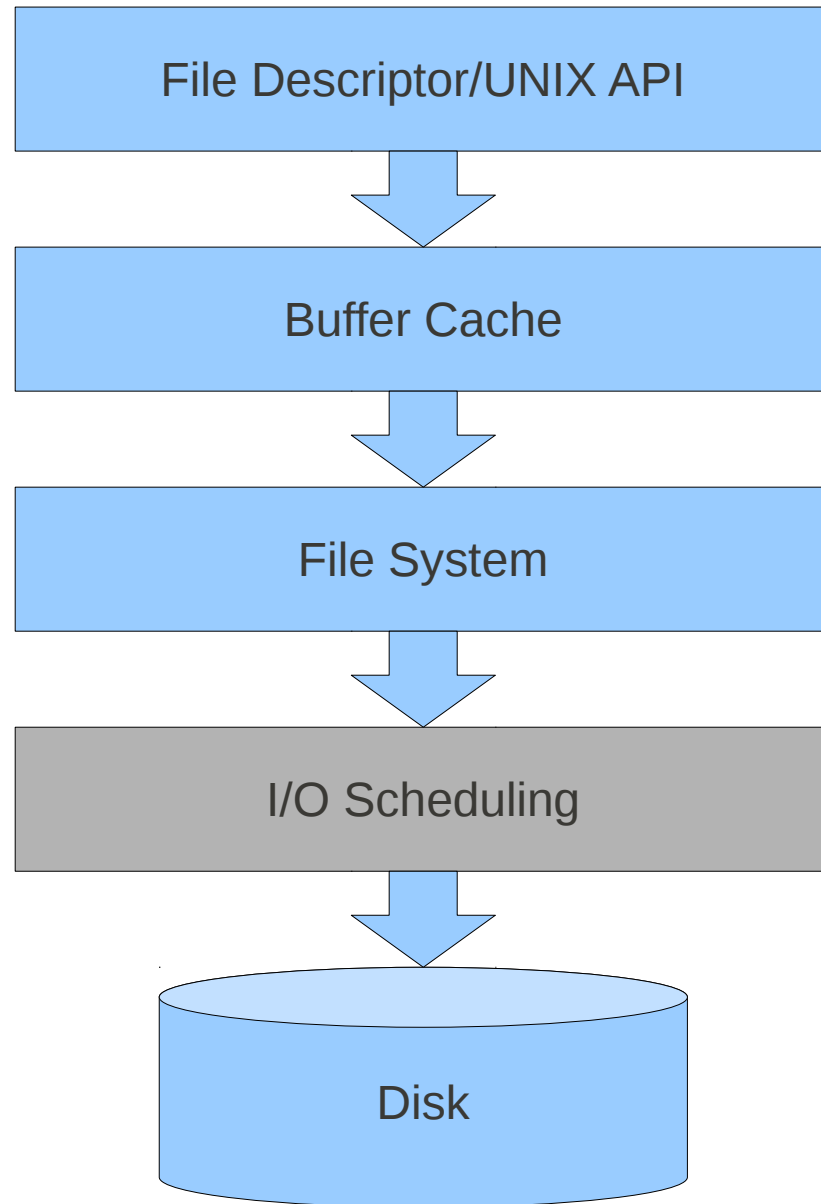 File Descriptor/UNIX API
Buffer Cache
File System
I/O Scheduling
Disk